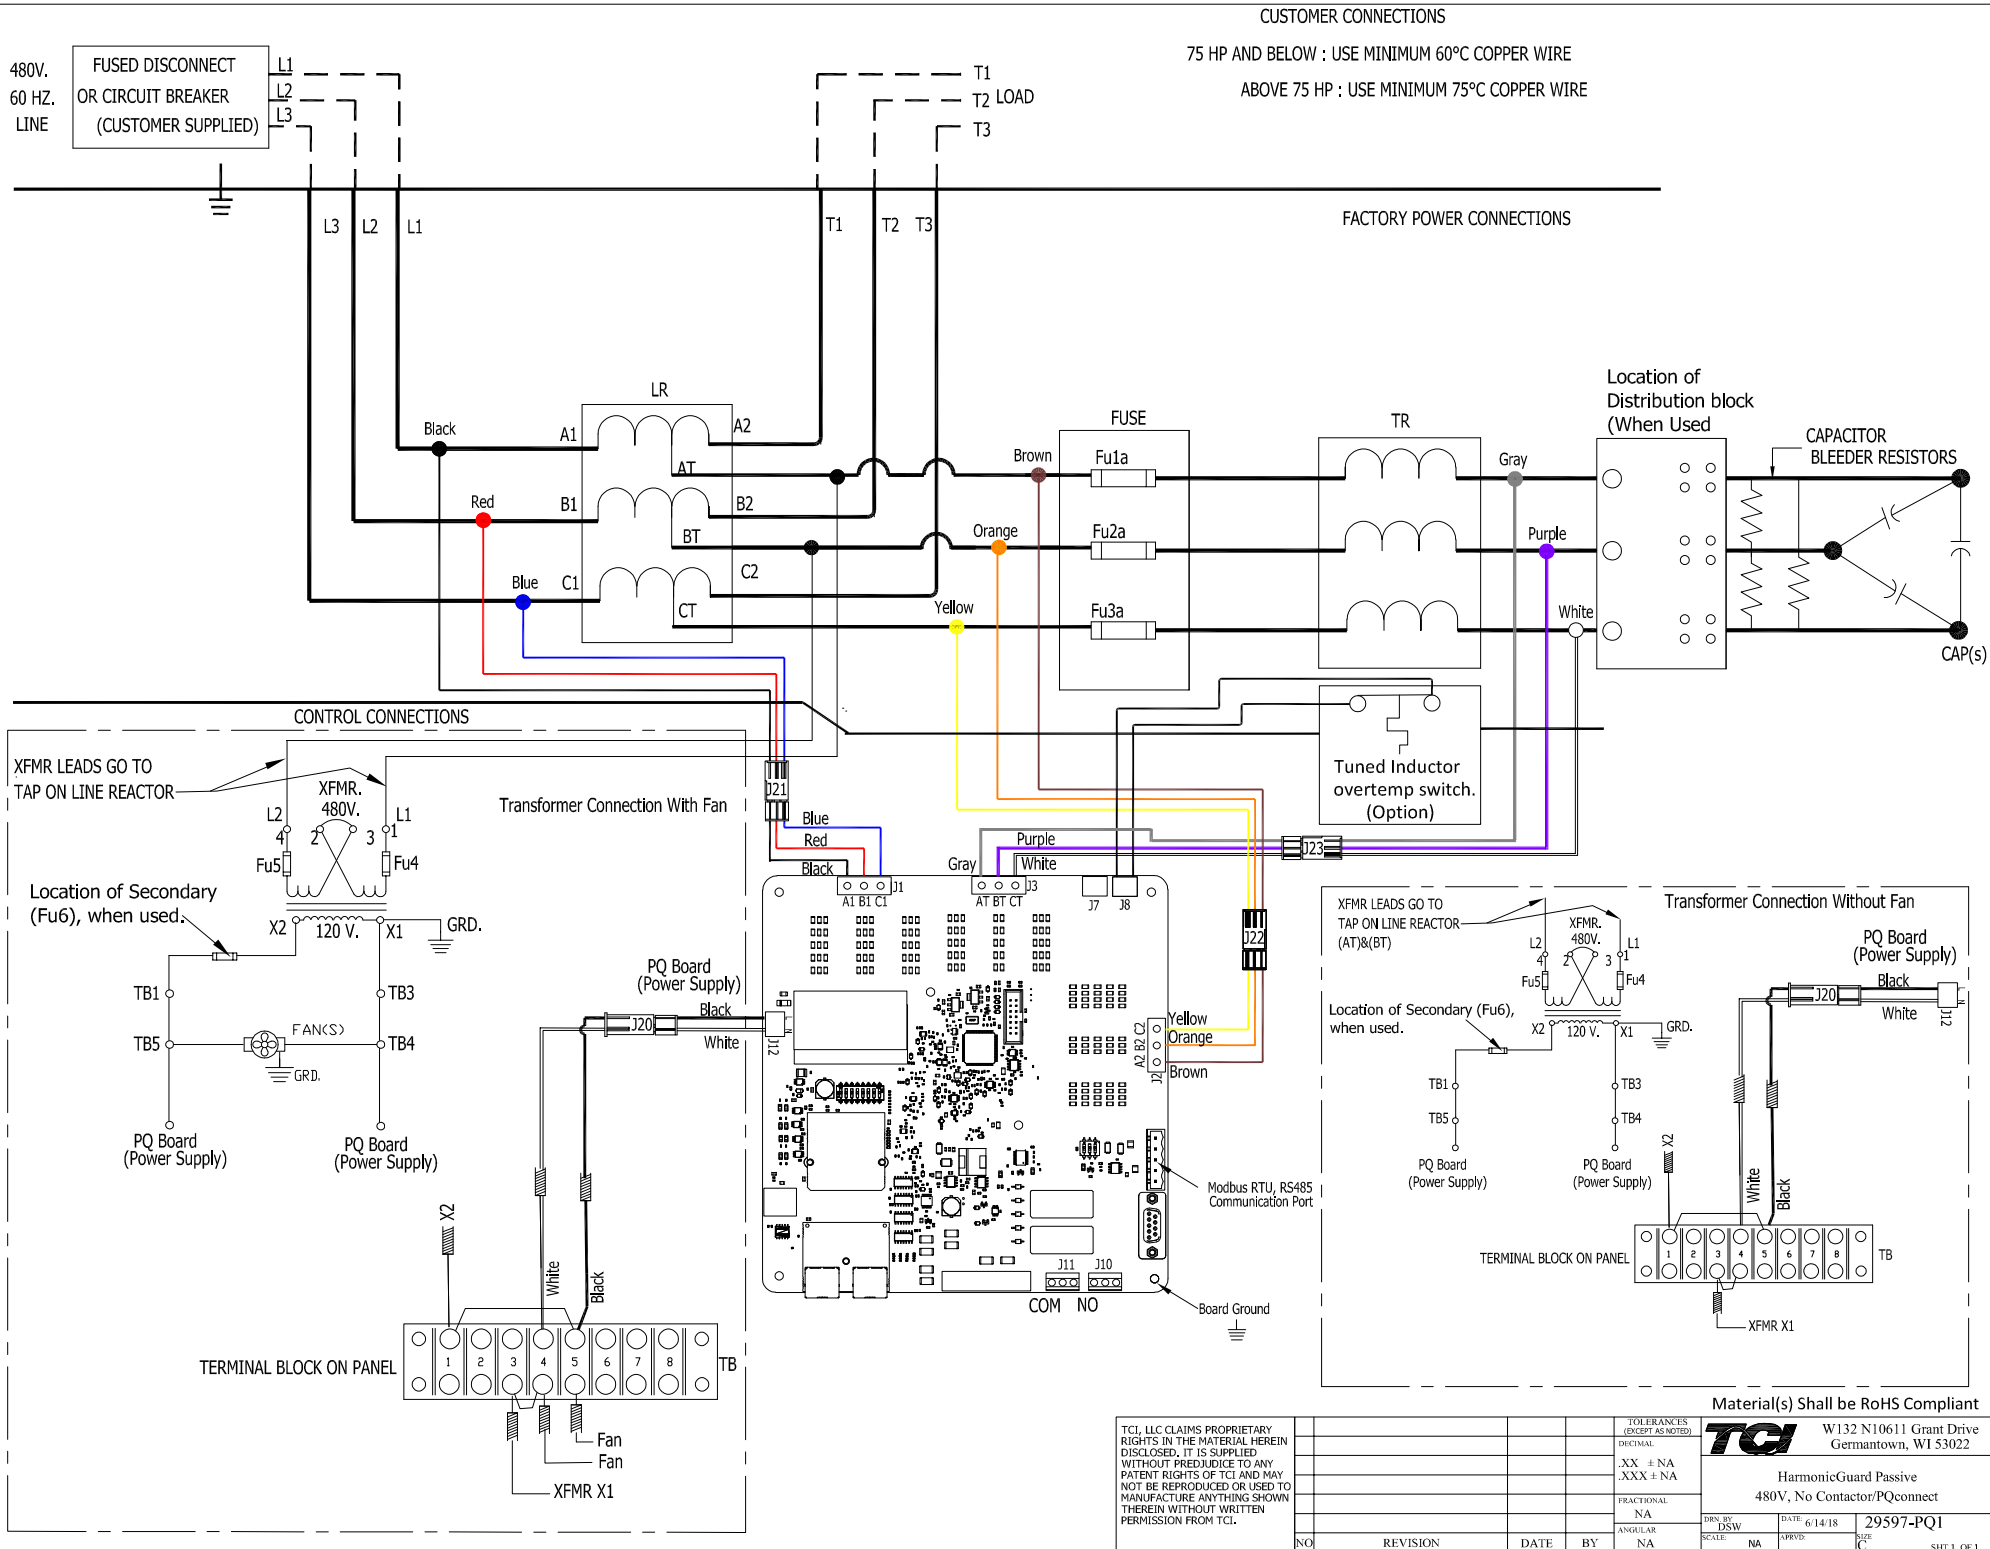 CUSTOMER CONNECTIONS
75 HP AND BELOW : USE MINIMUM 60°C COPPER WIRE
ABOVE 75 HP : USE MINIMUM 75°C COPPER WIRE
480V.
60 HZ.
LINE
FUSED DISCONNECT
OR CIRCUIT BREAKER
(CUSTOMER SUPPLIED)
L1
L2
L3
T1
T2 LOAD
T3
FACTORY POWER CONNECTIONS
L3 L2 L1
T1 T2 T3
LR
Black
A1
A2
AT
Red
B1
B2
BT
Blue
C1
C2
CT
Brown
Orange
Yellow
FUSE
Fu1a
Fu2a
Fu3a
TR
Gray
Purple
White
Location of
Distribution block
(When Used
CAPACITOR
BLEEDER RESISTORS
CAP(s)
CONTROL CONNECTIONS
XFMR LEADS GO TO
TAP ON LINE REACTOR
XFMR.
480V.
L2
4
2
3
1
L1
Fu5
Fu4
Transformer Connection With Fan
Location of Secondary
(Fu6), when used.
X2
120 V.
X1
GRD.
TB1
TB3
TB5
FAN(S)
TB4
GRD.
PQ Board
(Power Supply)
PQ Board
(Power Supply)
PQ Board
(Power Supply)
Black
J20
White
J12
L
N
X2
White
Black
TERMINAL BLOCK ON PANEL
1 2 3 4 5 6 7 8
TB
Fan
Fan
XFMR X1
J21
Blue
Red
Black
J1
A1 B1 C1
Purple
Gray
White
J3
AT BT CT
J7
J8
J23
J22
Tuned Inductor
overtemp switch.
(Option)
Yellow
Orange
Brown
A2 B2 C2
J2
Modbus RTU, RS485
Communication Port
J11
J10
COM NO
Board Ground
XFMR LEADS GO TO
TAP ON LINE REACTOR
(AT)&(BT)
Transformer Connection Without Fan
XFMR.
480V.
L2
4
2
3
1
L1
Fu5
Fu4
Location of Secondary (Fu6),
when used.
X2
120 V.
X1
GRD.
TB1
TB3
TB5
TB4
PQ Board
(Power Supply)
PQ Board
(Power Supply)
PQ Board
(Power Supply)
Black
J20
White
J12
L
N
X2
White
Black
TERMINAL BLOCK ON PANEL
1 2 3 4 5 6 7 8
TB
XFMR X1
Material(s) Shall be RoHS Compliant
TCI, LLC CLAIMS PROPRIETARY
RIGHTS IN THE MATERIAL HEREIN
DISCLOSED. IT IS SUPPLIED
WITHOUT PREDJUDICE TO ANY
PATENT RIGHTS OF TCI AND MAY
NOT BE REPRODUCED OR USED TO
MANUFACTURE ANYTHING SHOWN
THEREIN WITHOUT WRITTEN
PERMISSION FROM TCI.
NO REVISION DATE BY
TOLERANCES
(EXCEPT AS NOTED)
DECIMAL
.XX ± NA
.XXX ± NA
FRACTIONAL
NA
ANGULAR
NA
TCI
W132 N10611 Grant Drive
Germantown, WI 53022
HarmonicGuard Passive
480V, No Contactor/PQconnect
DRN. BY
DSW
DATE: 6/14/18
29597-PQ1
SCALE: NA
APRVD:
SIZE
C
SHT 1 OF 1